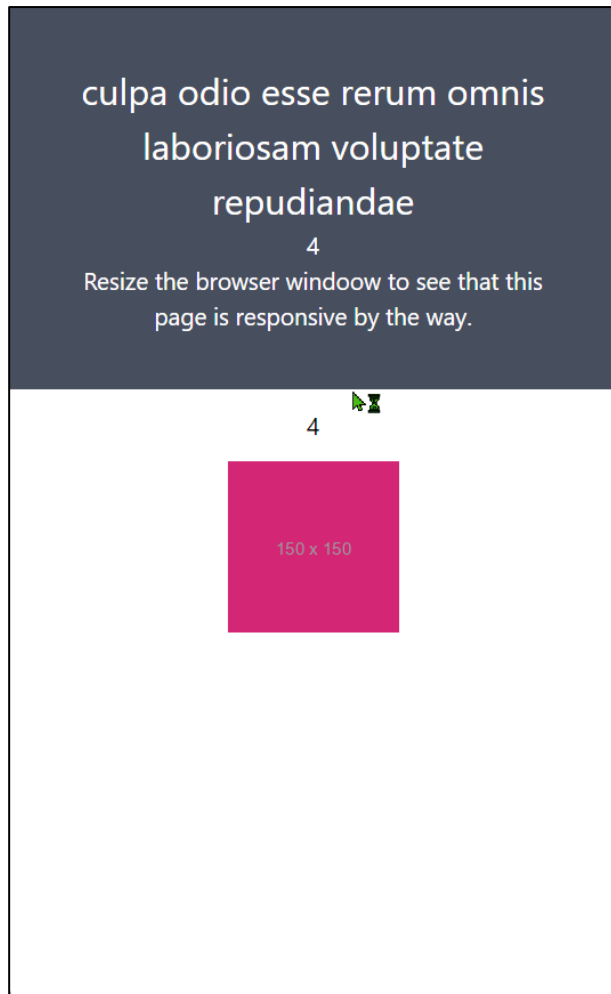 culpa odio esse rerum omnis
laboriosam voluptate
repudiandae
4
Resize the browser windoow to see that this
page is responsive by the way.
4
150 x 150